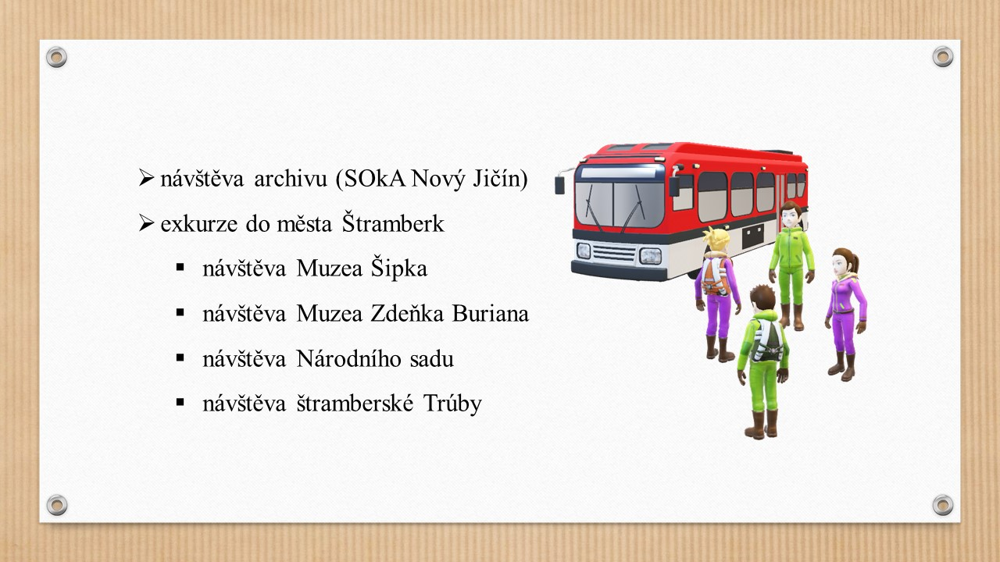 návštěva archivu (SOkA Nový Jičín)
exkurze do města Štramberk
návštěva Muzea Šipka
návštěva Muzea Zdeňka Buriana
návštěva Národního sadu
návštěva štramberské Trúby